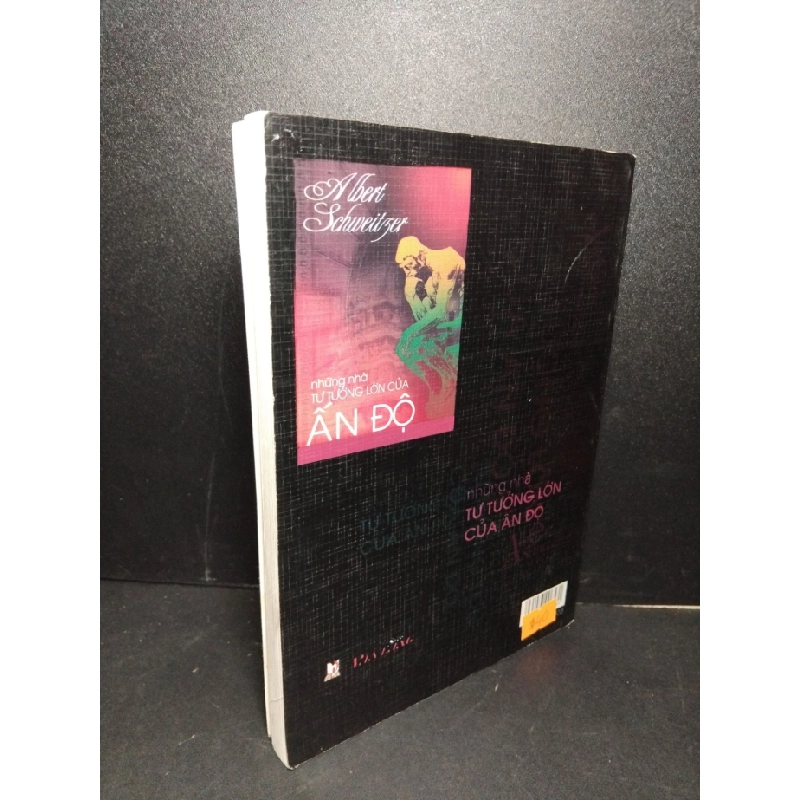 Albert
Schweitzer
những nhà
TƯ TƯỞNG LỚN CỦA
ẤN ĐỘ
những nhà
TƯ TƯỞNG LỚN
CỦA ẤN ĐỘ